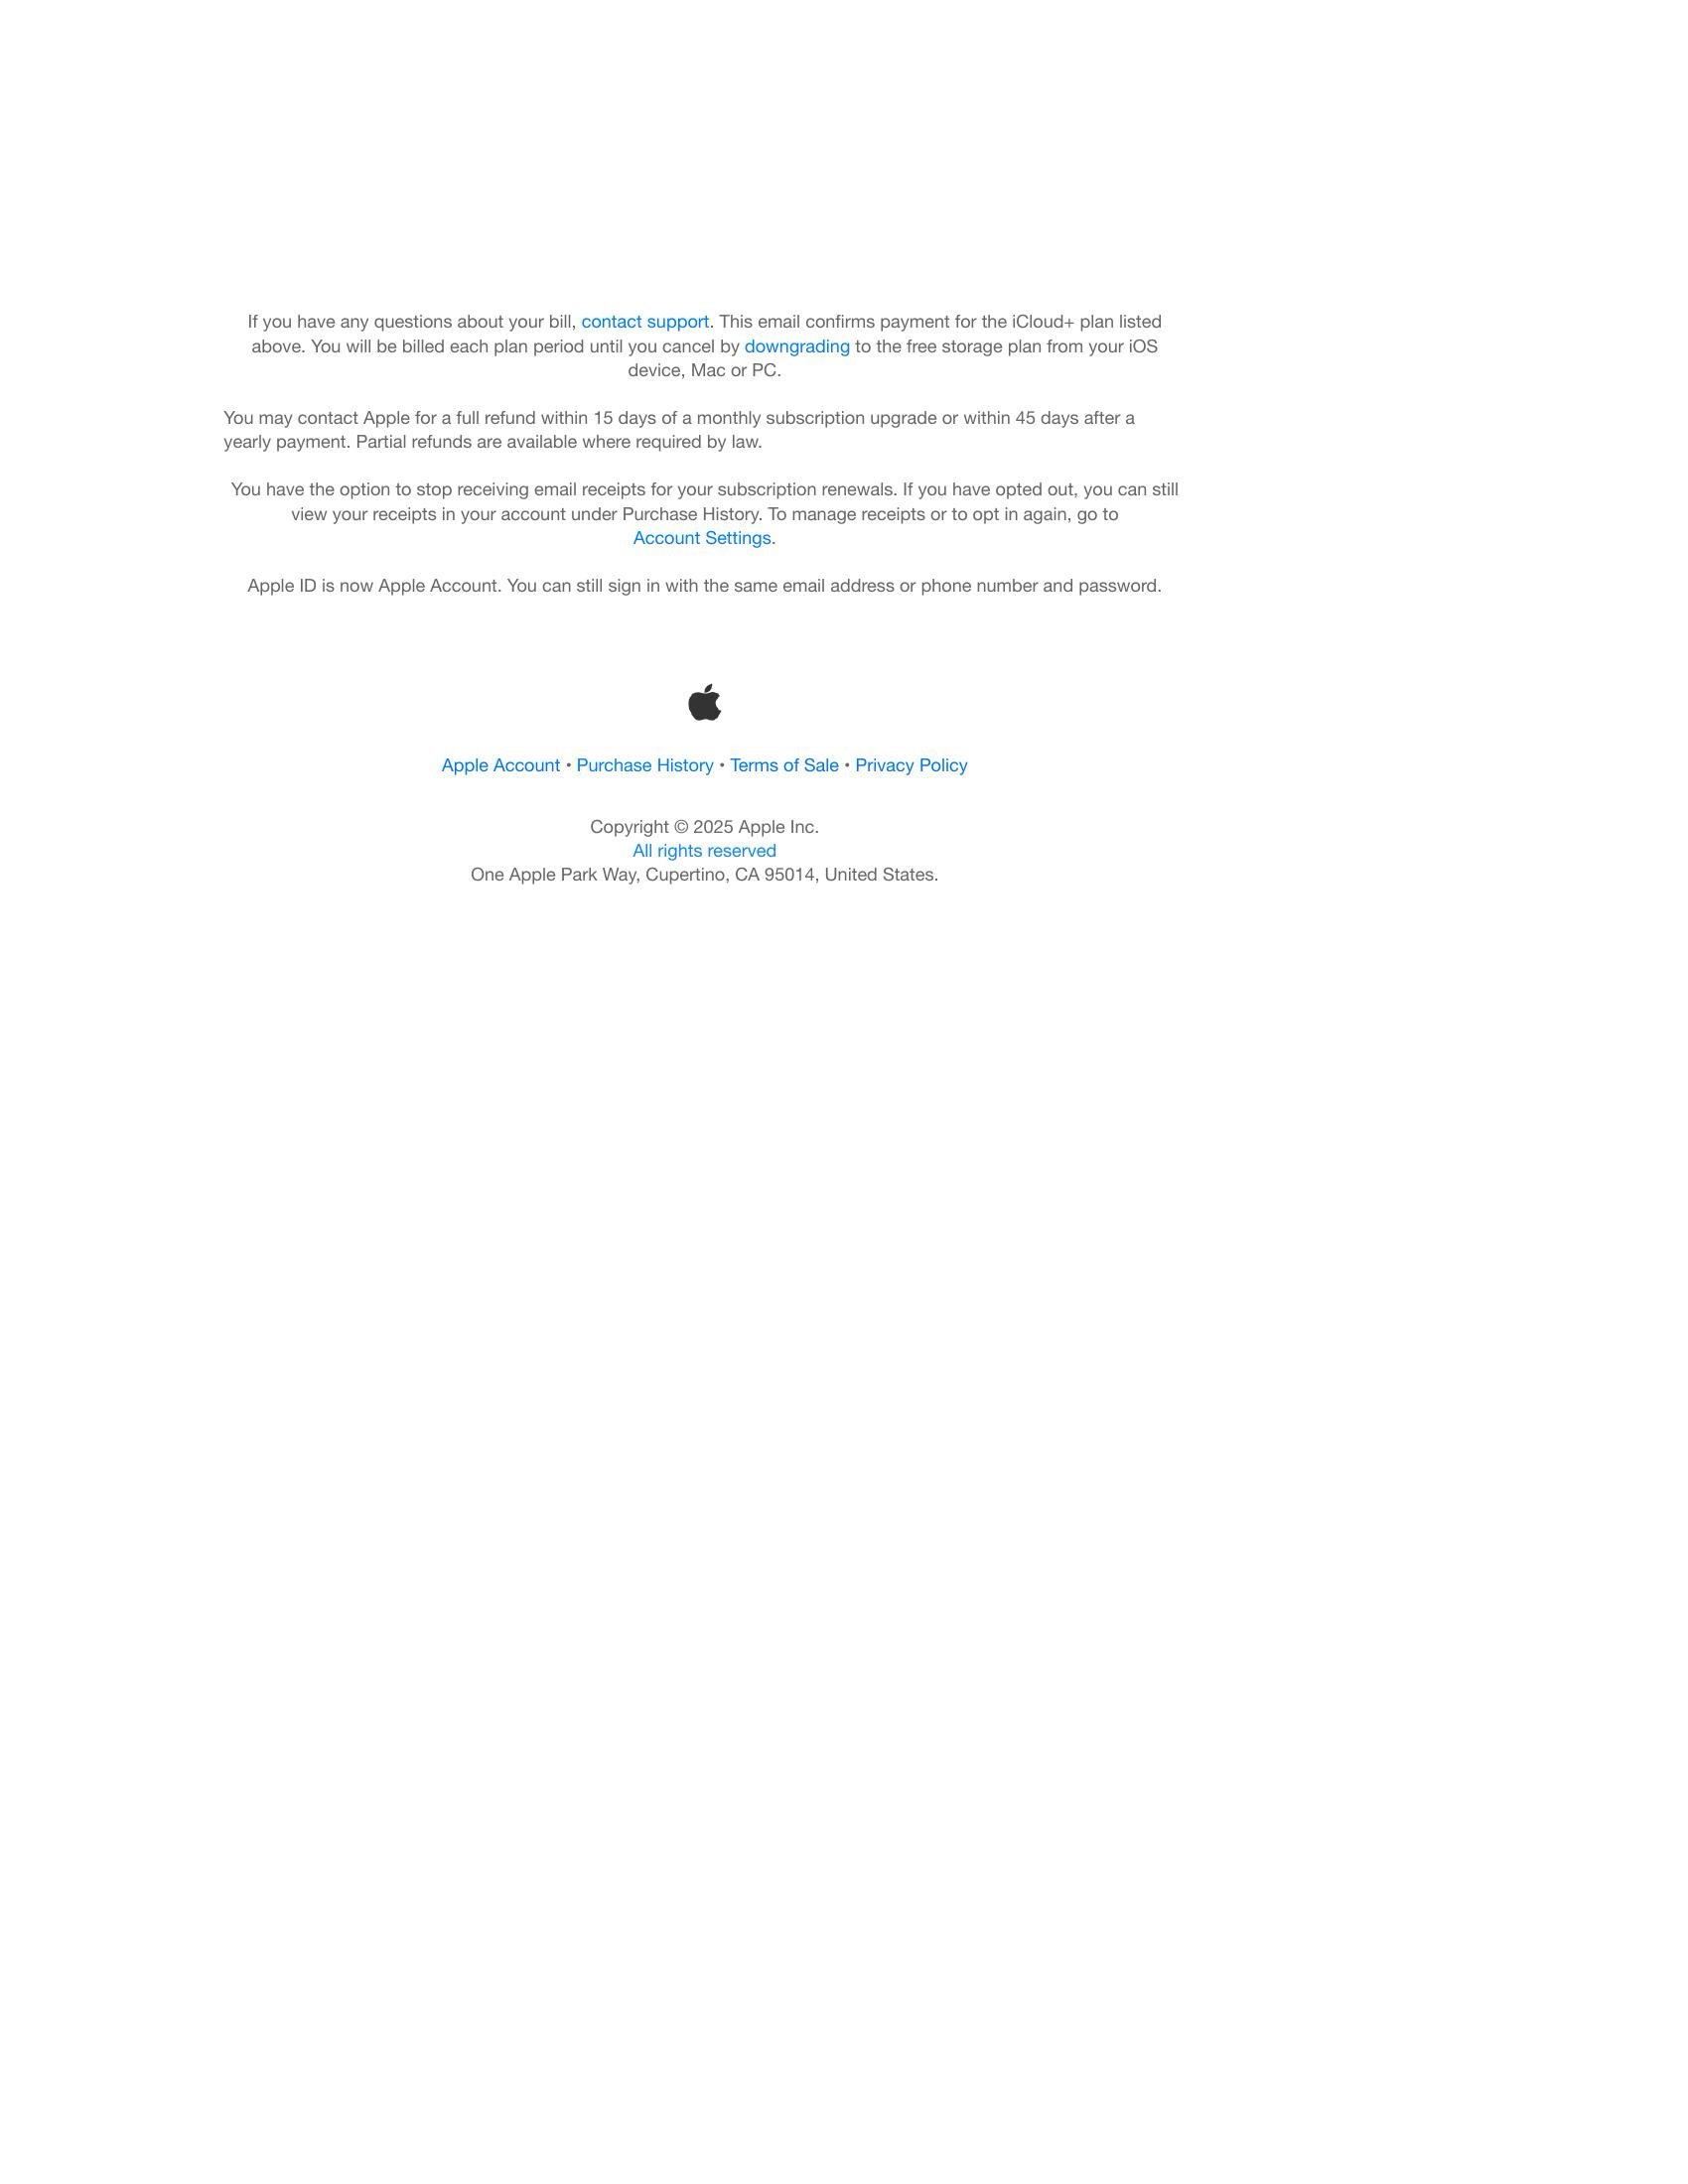 If you have any questions about your bill, contact support. This email confirms payment for the iCloud+ plan listed
above. You will be billed each plan period until you cancel by downgrading to the free storage plan from your iOS
device, Mac or PC.
You may contact Apple for a full refund within 15 days of a monthly subscription upgrade or within 45 days after a
yearly payment. Partial refunds are available where required by law.
You have the option to stop receiving email receipts for your subscription renewals. If you have opted out, you can still
view your receipts in your account under Purchase History. To manage receipts or to opt in again, go to
Account Settings.
Apple ID is now Apple Account. You can still sign in with the same email address or phone number and password.
Apple Account • Purchase History • Terms of Sale • Privacy Policy
Copyright © 2025 Apple Inc.
All rights reserved
One Apple Park Way, Cupertino, CA 95014, United States.